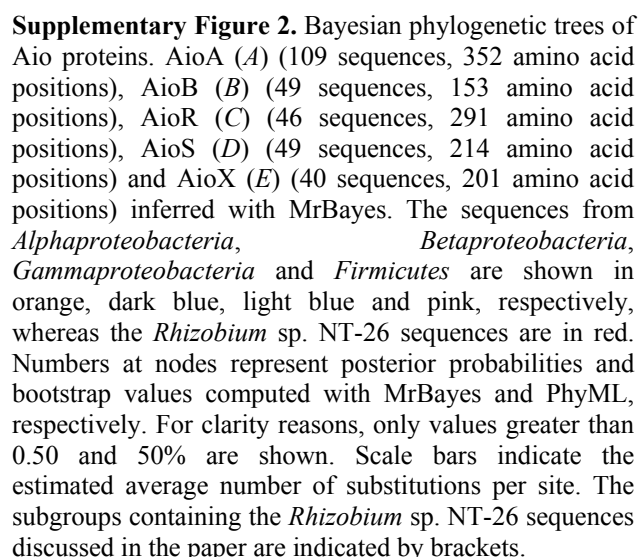 Supplementary Figure 2. Bayesian phylogenetic trees of
Aio proteins. AioA (A) (109 sequences, 352 amino acid
positions), AioB (B) (49 sequences, 153 amino acid
positions), AioR (C) (46 sequences, 291 amino acid
positions), AioS (D) (49 sequences, 214 amino acid
positions) and AioX (E) (40 sequences, 201 amino acid
positions) inferred with MrBayes. The sequences from
Alphaproteobacteria, Betaproteobacteria,
Gammaproteobacteria and Firmicutes are shown in
orange, dark blue, light blue and pink, respectively,
whereas the Rhizobium sp. NT-26 sequences are in red.
Numbers at nodes represent posterior probabilities and
bootstrap values computed with MrBayes and PhyML,
respectively. For clarity reasons, only values greater than
0.50 and 50% are shown. Scale bars indicate the
estimated average number of substitutions per site. The
subgroups containing the Rhizobium sp. NT-26 sequences
discussed in the paper are indicated by brackets.